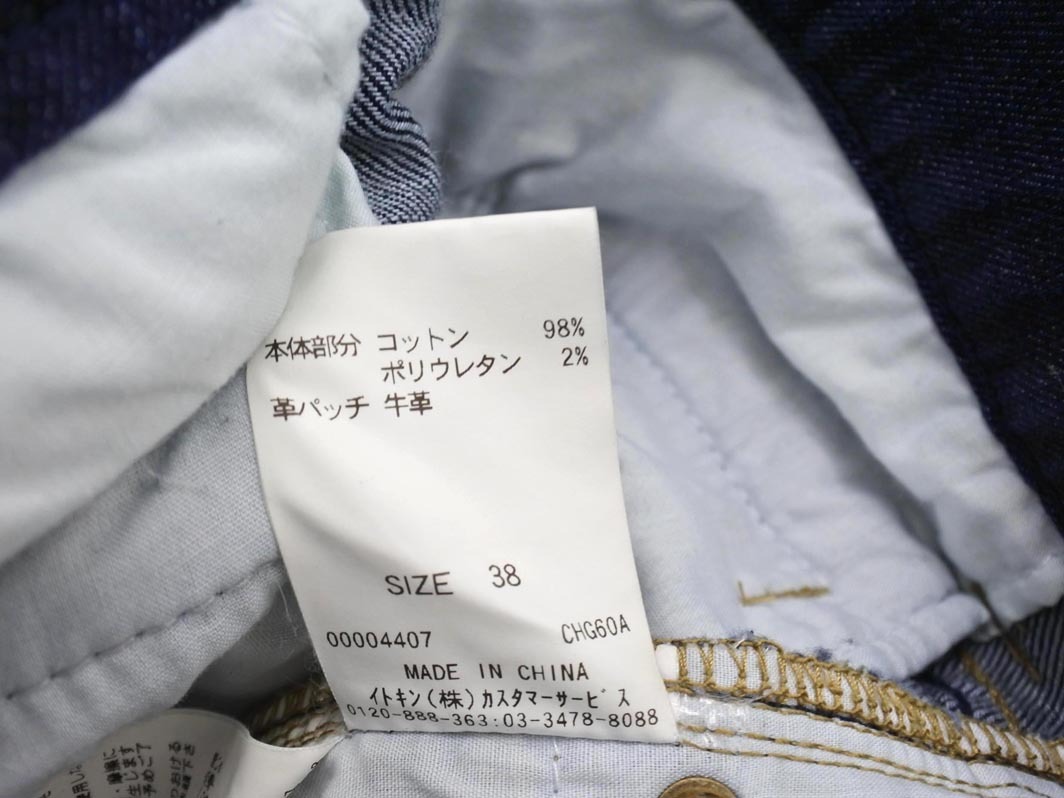 本体部分 コットン 98%
ポリウレタン 2%
革パッチ 牛革
SIZE 38
00004407 CHG60A
MADE IN CHINA
イトキン(株)カスタマーサービス
0120-888-363:03-3478-8088